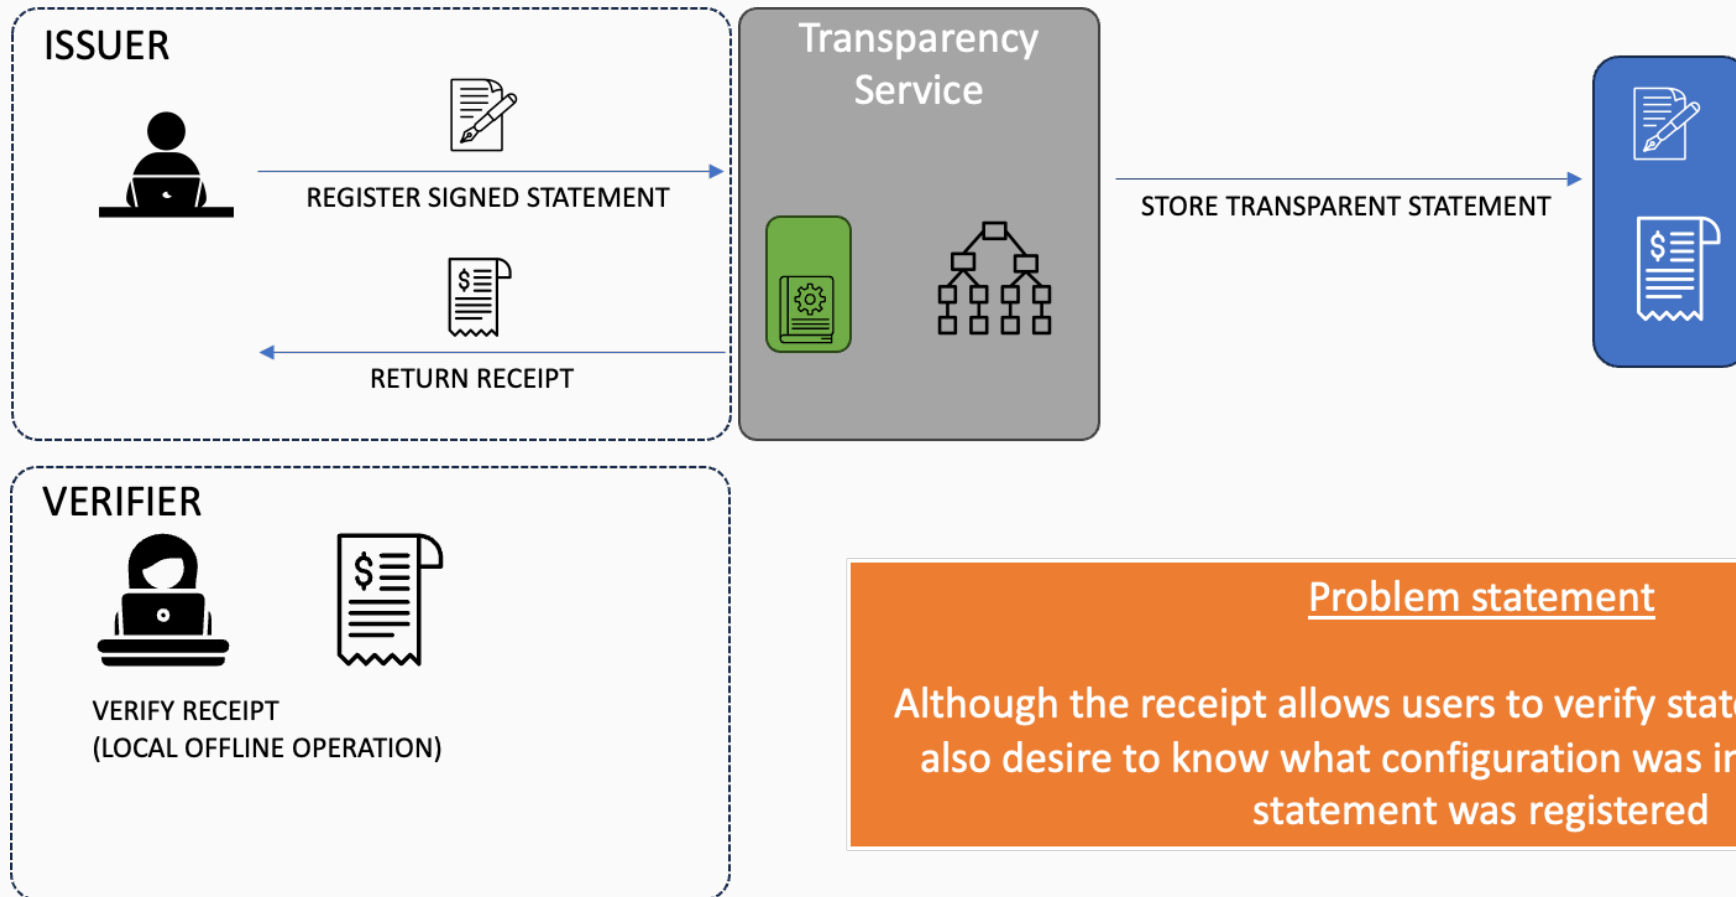 ISSUER
REGISTER SIGNED STATEMENT
$
RETURN RECEIPT
Transparency
Service
STORE TRANSPARENT STATEMENT
$
VERIFIER
$
VERIFY RECEIPT
(LOCAL OFFLINE OPERATION)
Problem statement
Although the receipt allows users to verify
also desire to know what configuration was
statement was registered